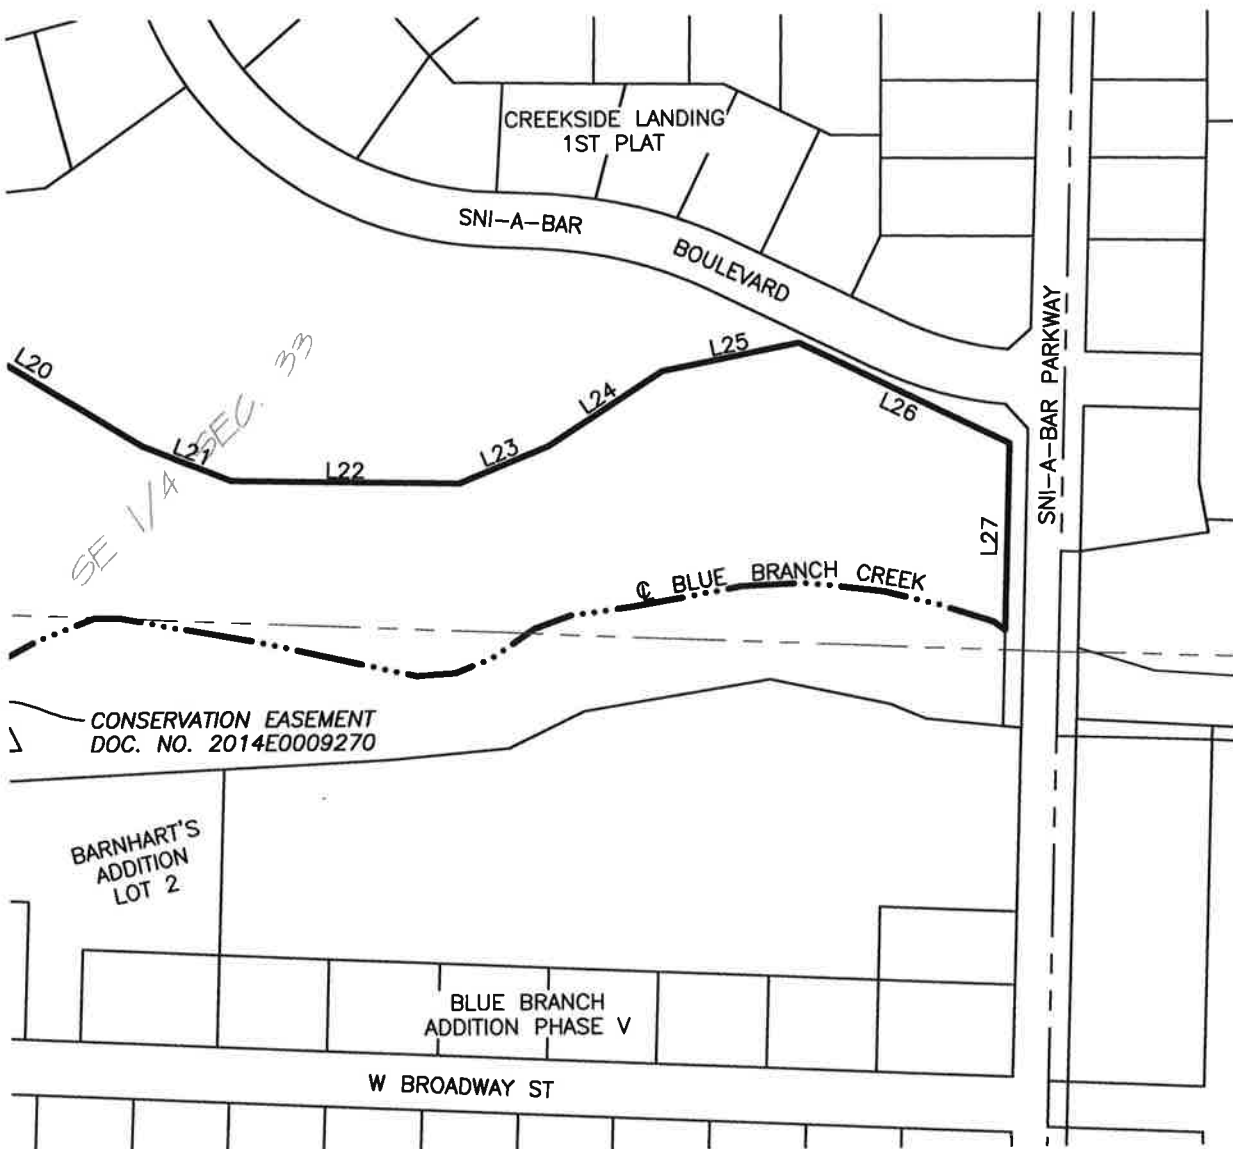 CREEKSIDE LANDING
1ST PLAT
SNI-A-BAR
BOULEVARD
SNI-A-BAR PARKWAY
L20
L21
L22
L23
L24
L25
L26
L27
SE 1/4 SEC. 33
℄ BLUE BRANCH CREEK
CONSERVATION EASEMENT
DOC. NO. 2014E0009270
BARNHART'S
ADDITION
LOT 2
BLUE BRANCH
ADDITION PHASE V
W BROADWAY ST